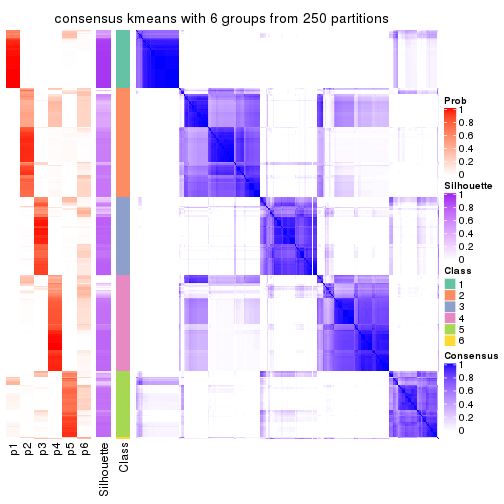 consensus kmeans with 6 groups from 250 partitions
Prob
1
0.8
0.6
0.4
0.2
0
Silhouette
1
0.8
0.6
0.4
0.2
0
Class
1
2
3
4
5
6
Consensus
1
0.8
0.6
0.4
0.2
0
p1
p2
p3
p4
p5
p6
Silhouette
Class